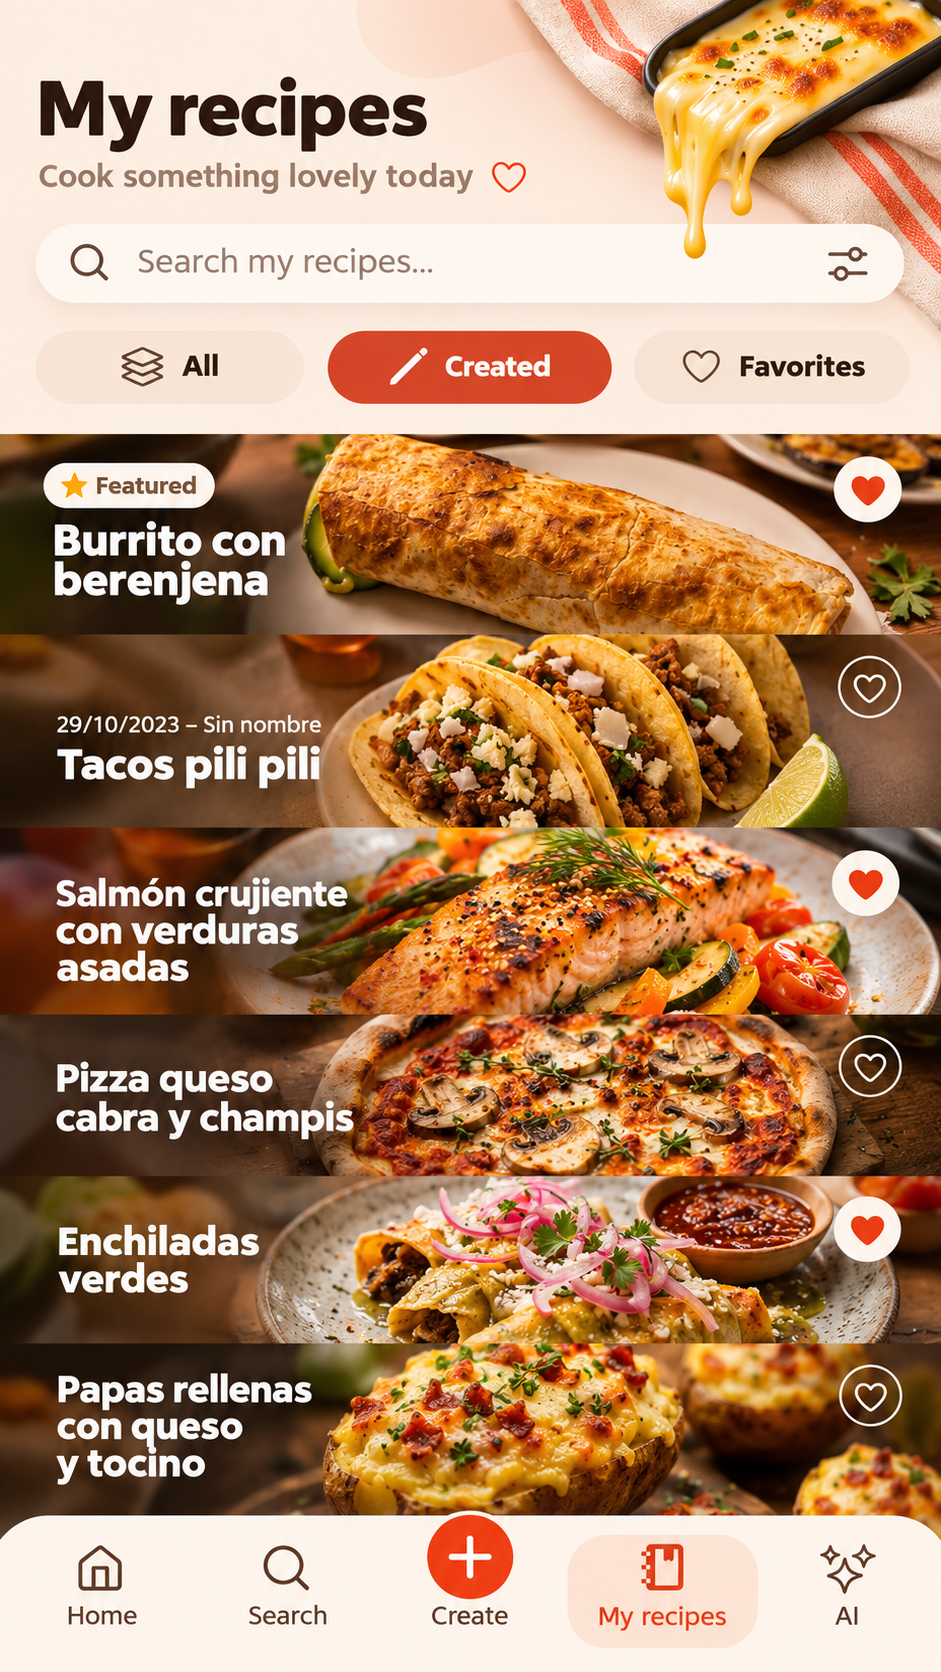 My recipes
Cook something lovely today
Search my recipes...
All
Created
Favorites
Featured
Burrito con
berenjena
29/10/2023 – Sin nombre
Tacos pili pili
Salmón crujiente
con verduras
asadas
Pizza queso
cabra y champis
Enchiladas
verdes
Papas rellenas
con queso
y tocino
Home
Search
Create
My recipes
AI